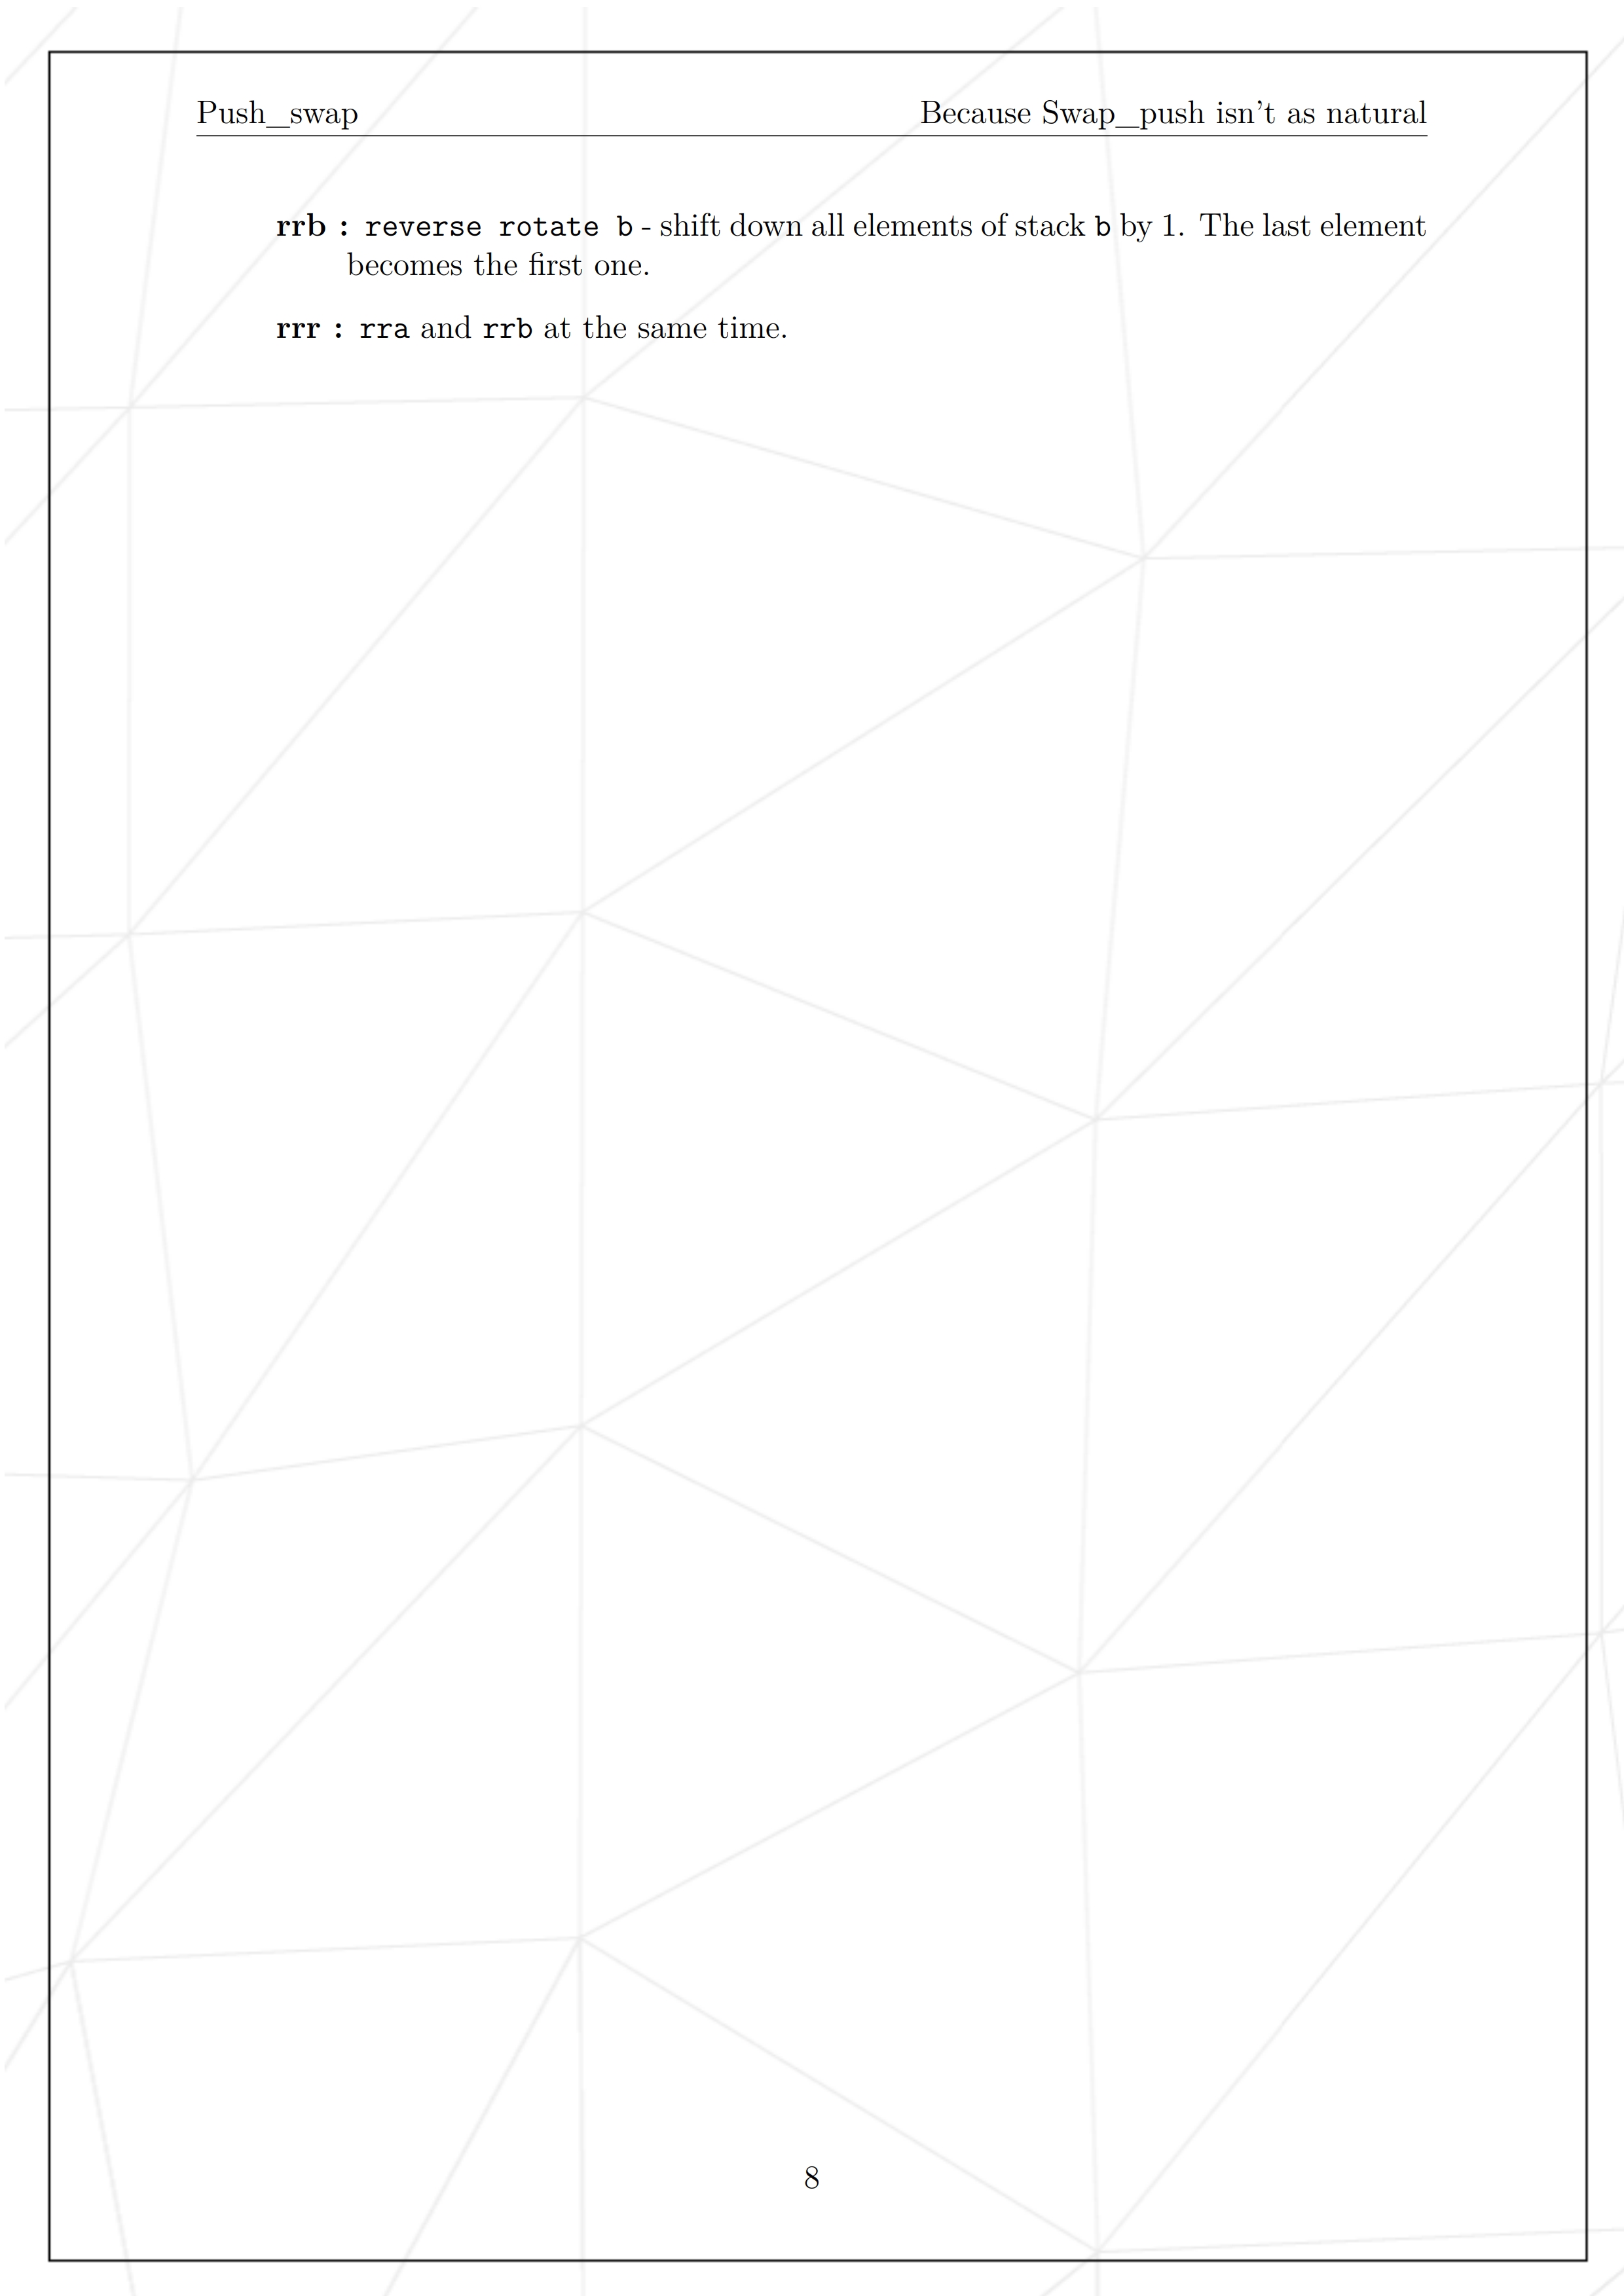 Push_swap Because Swap_push isn't as natural
rrb : reverse rotate b - shift down all elements of stack b by 1. The last element
becomes the first one.
rrr : rra and rrb at the same time.
8